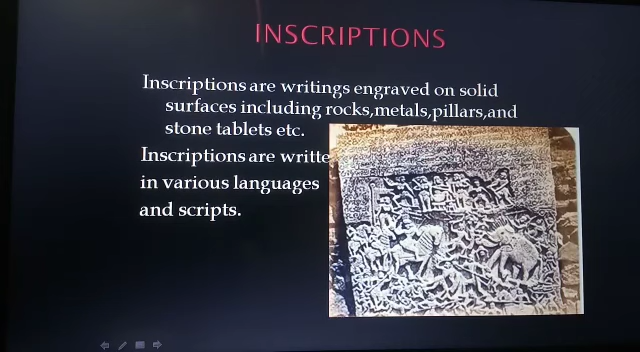 INSCRIPTIONS
Inscriptions are writings engraved on solid
surfaces including rocks,metals,pillars,and
stone tablets etc.
Inscriptions are writte
in various languages
and scripts.